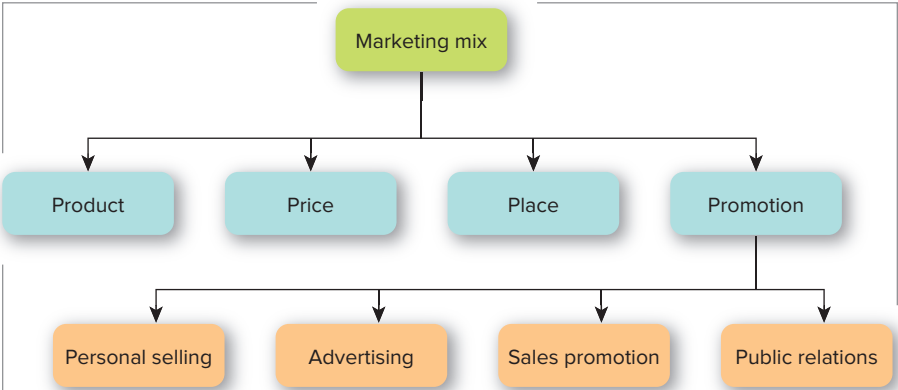 Marketing mix
Product
Price
Place
Promotion
Personal selling
Advertising
Sales promotion
Public relations